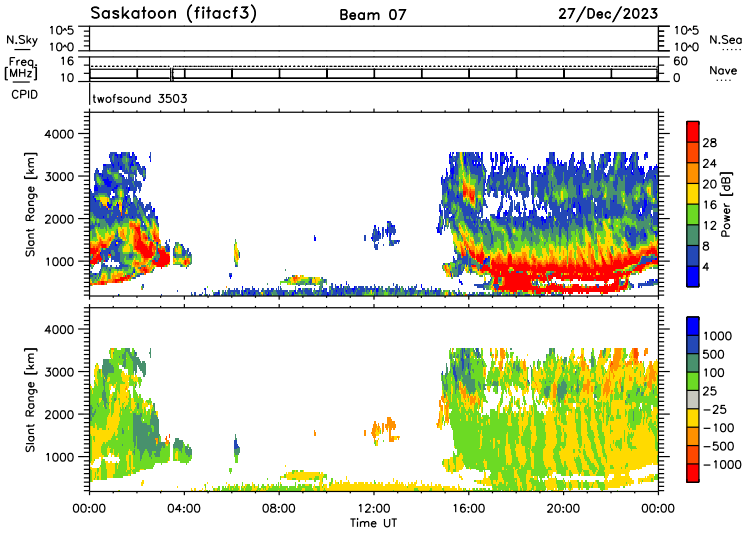 Saskatoon (fitacf3) Beam 07 27/Dec/2023
N.Sky 10^5 10^0 10^5 10^0 N.Sea
Freq. [MHz] 16 10 60 0 Nave
CPID twofsound 3503
Slant Range [km]
4000
3000
2000
1000
28
24
20
16
12
8
4
Power [dB]
Slant Range [km]
4000
3000
2000
1000
1000
500
100
25
-25
-100
-500
-1000
00:00 04:00 08:00 12:00 16:00 20:00 00:00
Time UT